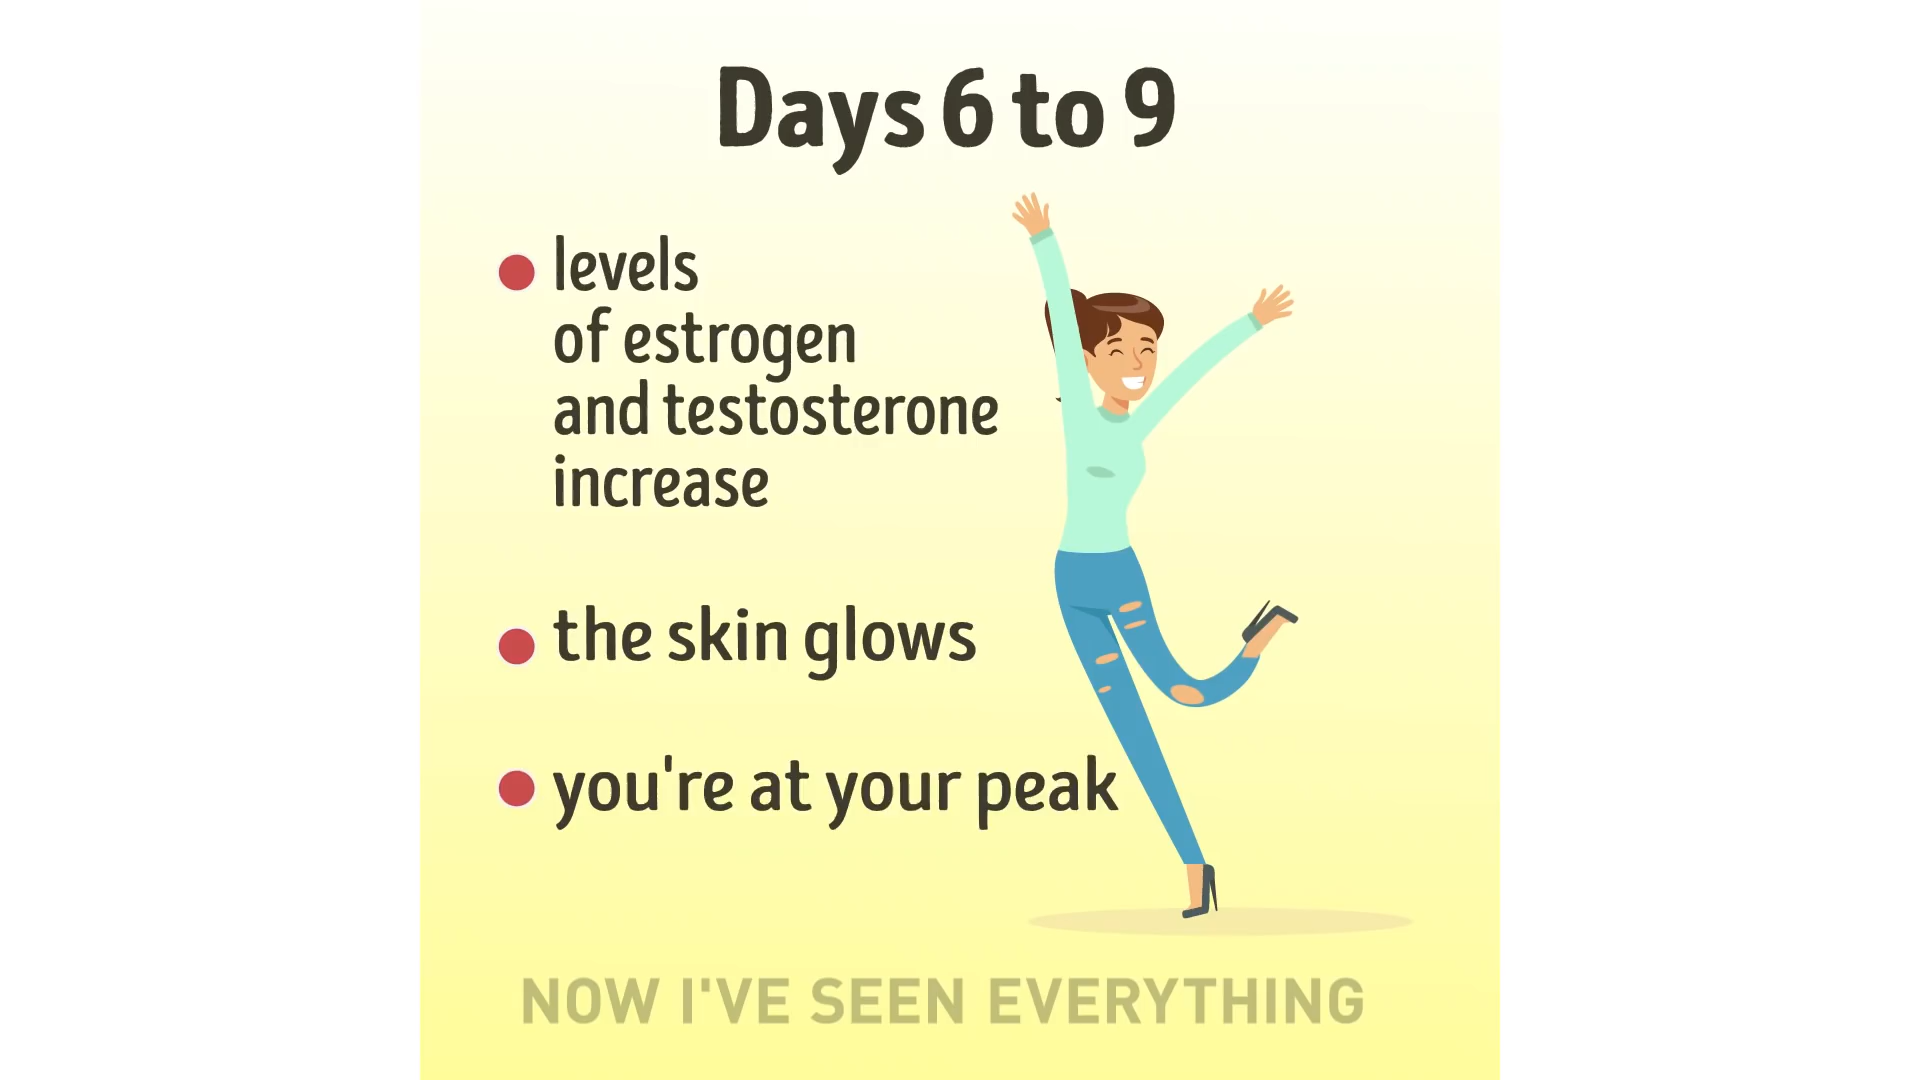 Days 6 to 9
levels
of estrogen
and testosterone
increase
the skin glows
you're at your peak
NOW I'VE SEEN EVERYTHING